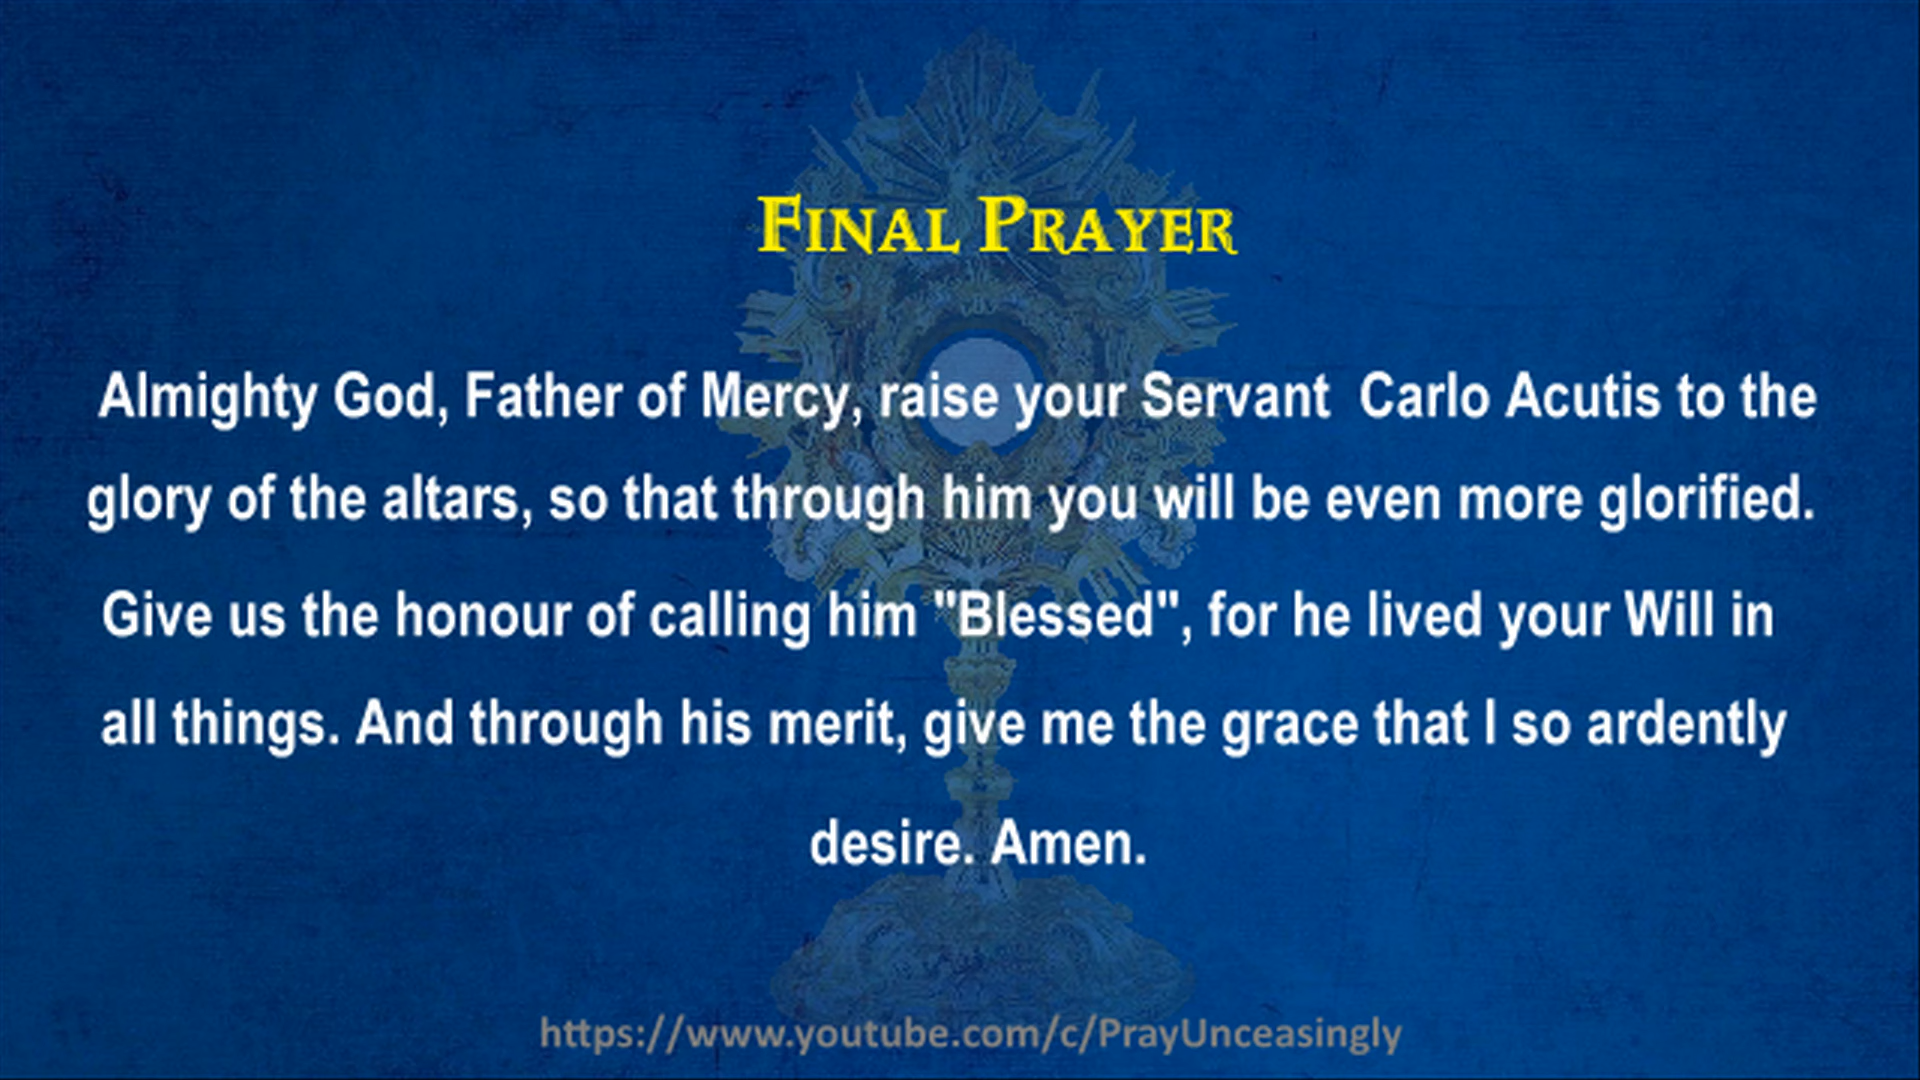 Final Prayer
Almighty God, Father of Mercy, raise your Servant Carlo Acutis to the
glory of the altars, so that through him you will be even more glorified.
Give us the honour of calling him "Blessed", for he lived your Will in
all things. And through his merit, give me the grace that I so ardently
desire. Amen.
https://www.youtube.com/c/PrayUnceasingly